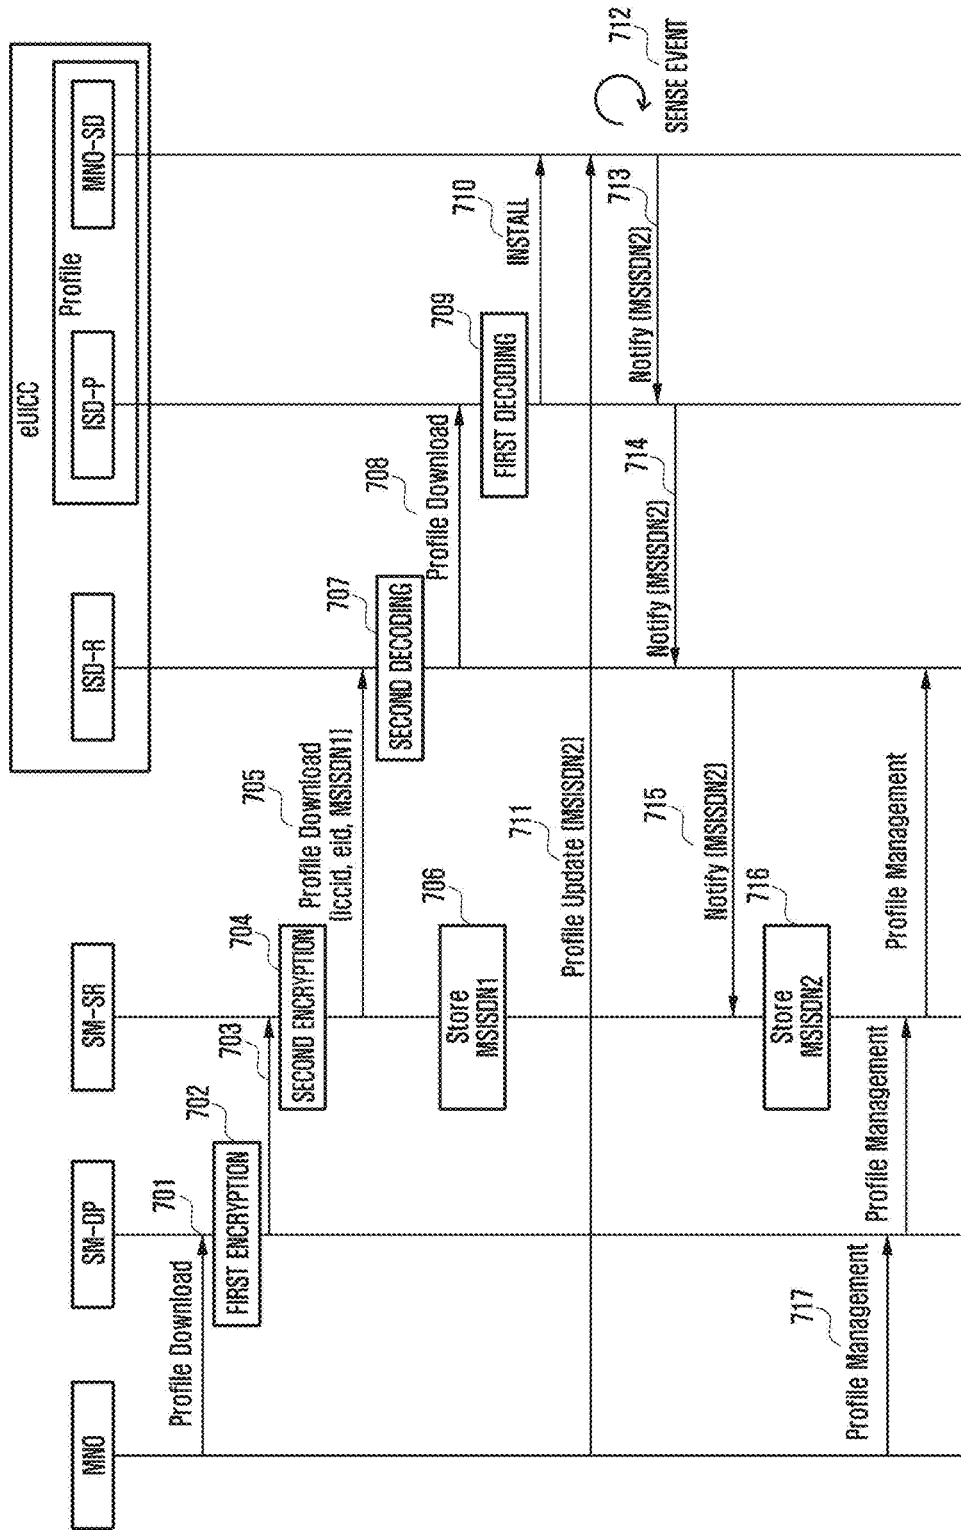 eUICC
Profile
MNO
SM-DP
SM-SR
ISD-R
ISD-P
MNO-SD
Profile Download
701
FIRST ENCRYPTION
702
703
SECOND ENCRYPTION
704
Profile Download
[iccid, eid, MSISDN1]
705
Store
MSISDN1
706
SECOND DECODING
707
Profile Download
708
FIRST DECODING
709
INSTALL
710
Profile Update [MSISDN2]
711
SENSE EVENT
712
Notify [MSISDN2]
713
Notify [MSISDN2]
714
Notify [MSISDN2]
715
Store
MSISDN2
716
Profile Management
717
Profile Management
Profile Management